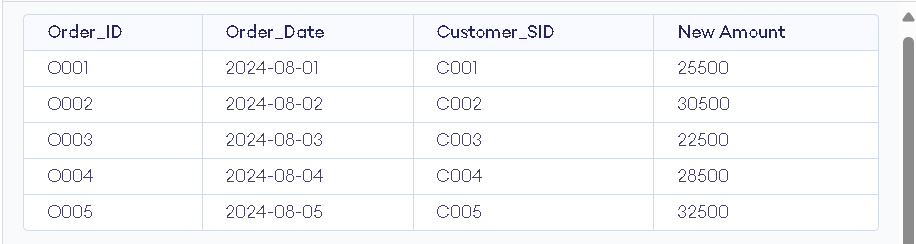 Order_ID Order_Date Customer_SID New Amount
O001 2024-08-01 C001 25500
O002 2024-08-02 C002 30500
O003 2024-08-03 C003 22500
O004 2024-08-04 C004 28500
O005 2024-08-05 C005 32500